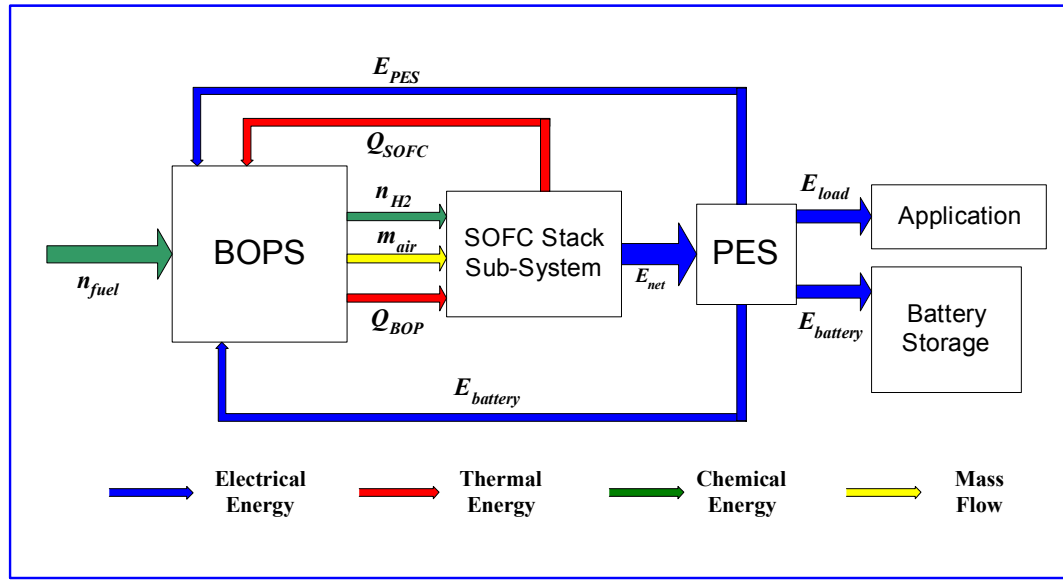 E_PES
Q_SOFC
n_H2
m_air
Q_BOP
n_fuel
BOPS
SOFC Stack
Sub-System
E_net
PES
E_load
Application
E_battery
Battery
Storage
E_battery
Electrical
Energy
Thermal
Energy
Chemical
Energy
Mass
Flow